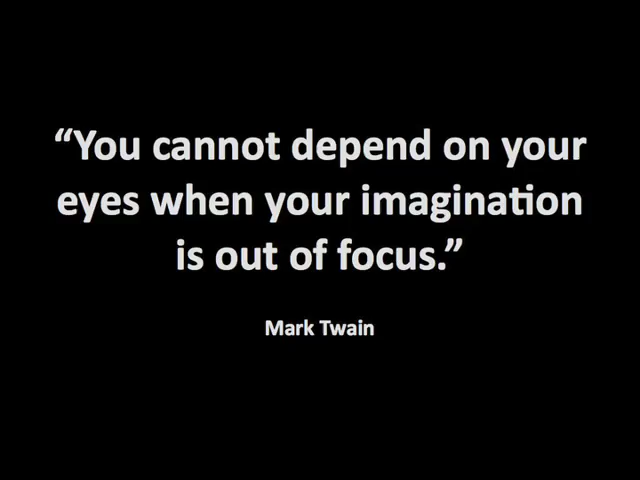 “You cannot depend on your
eyes when your imagination
is out of focus.”
Mark Twain